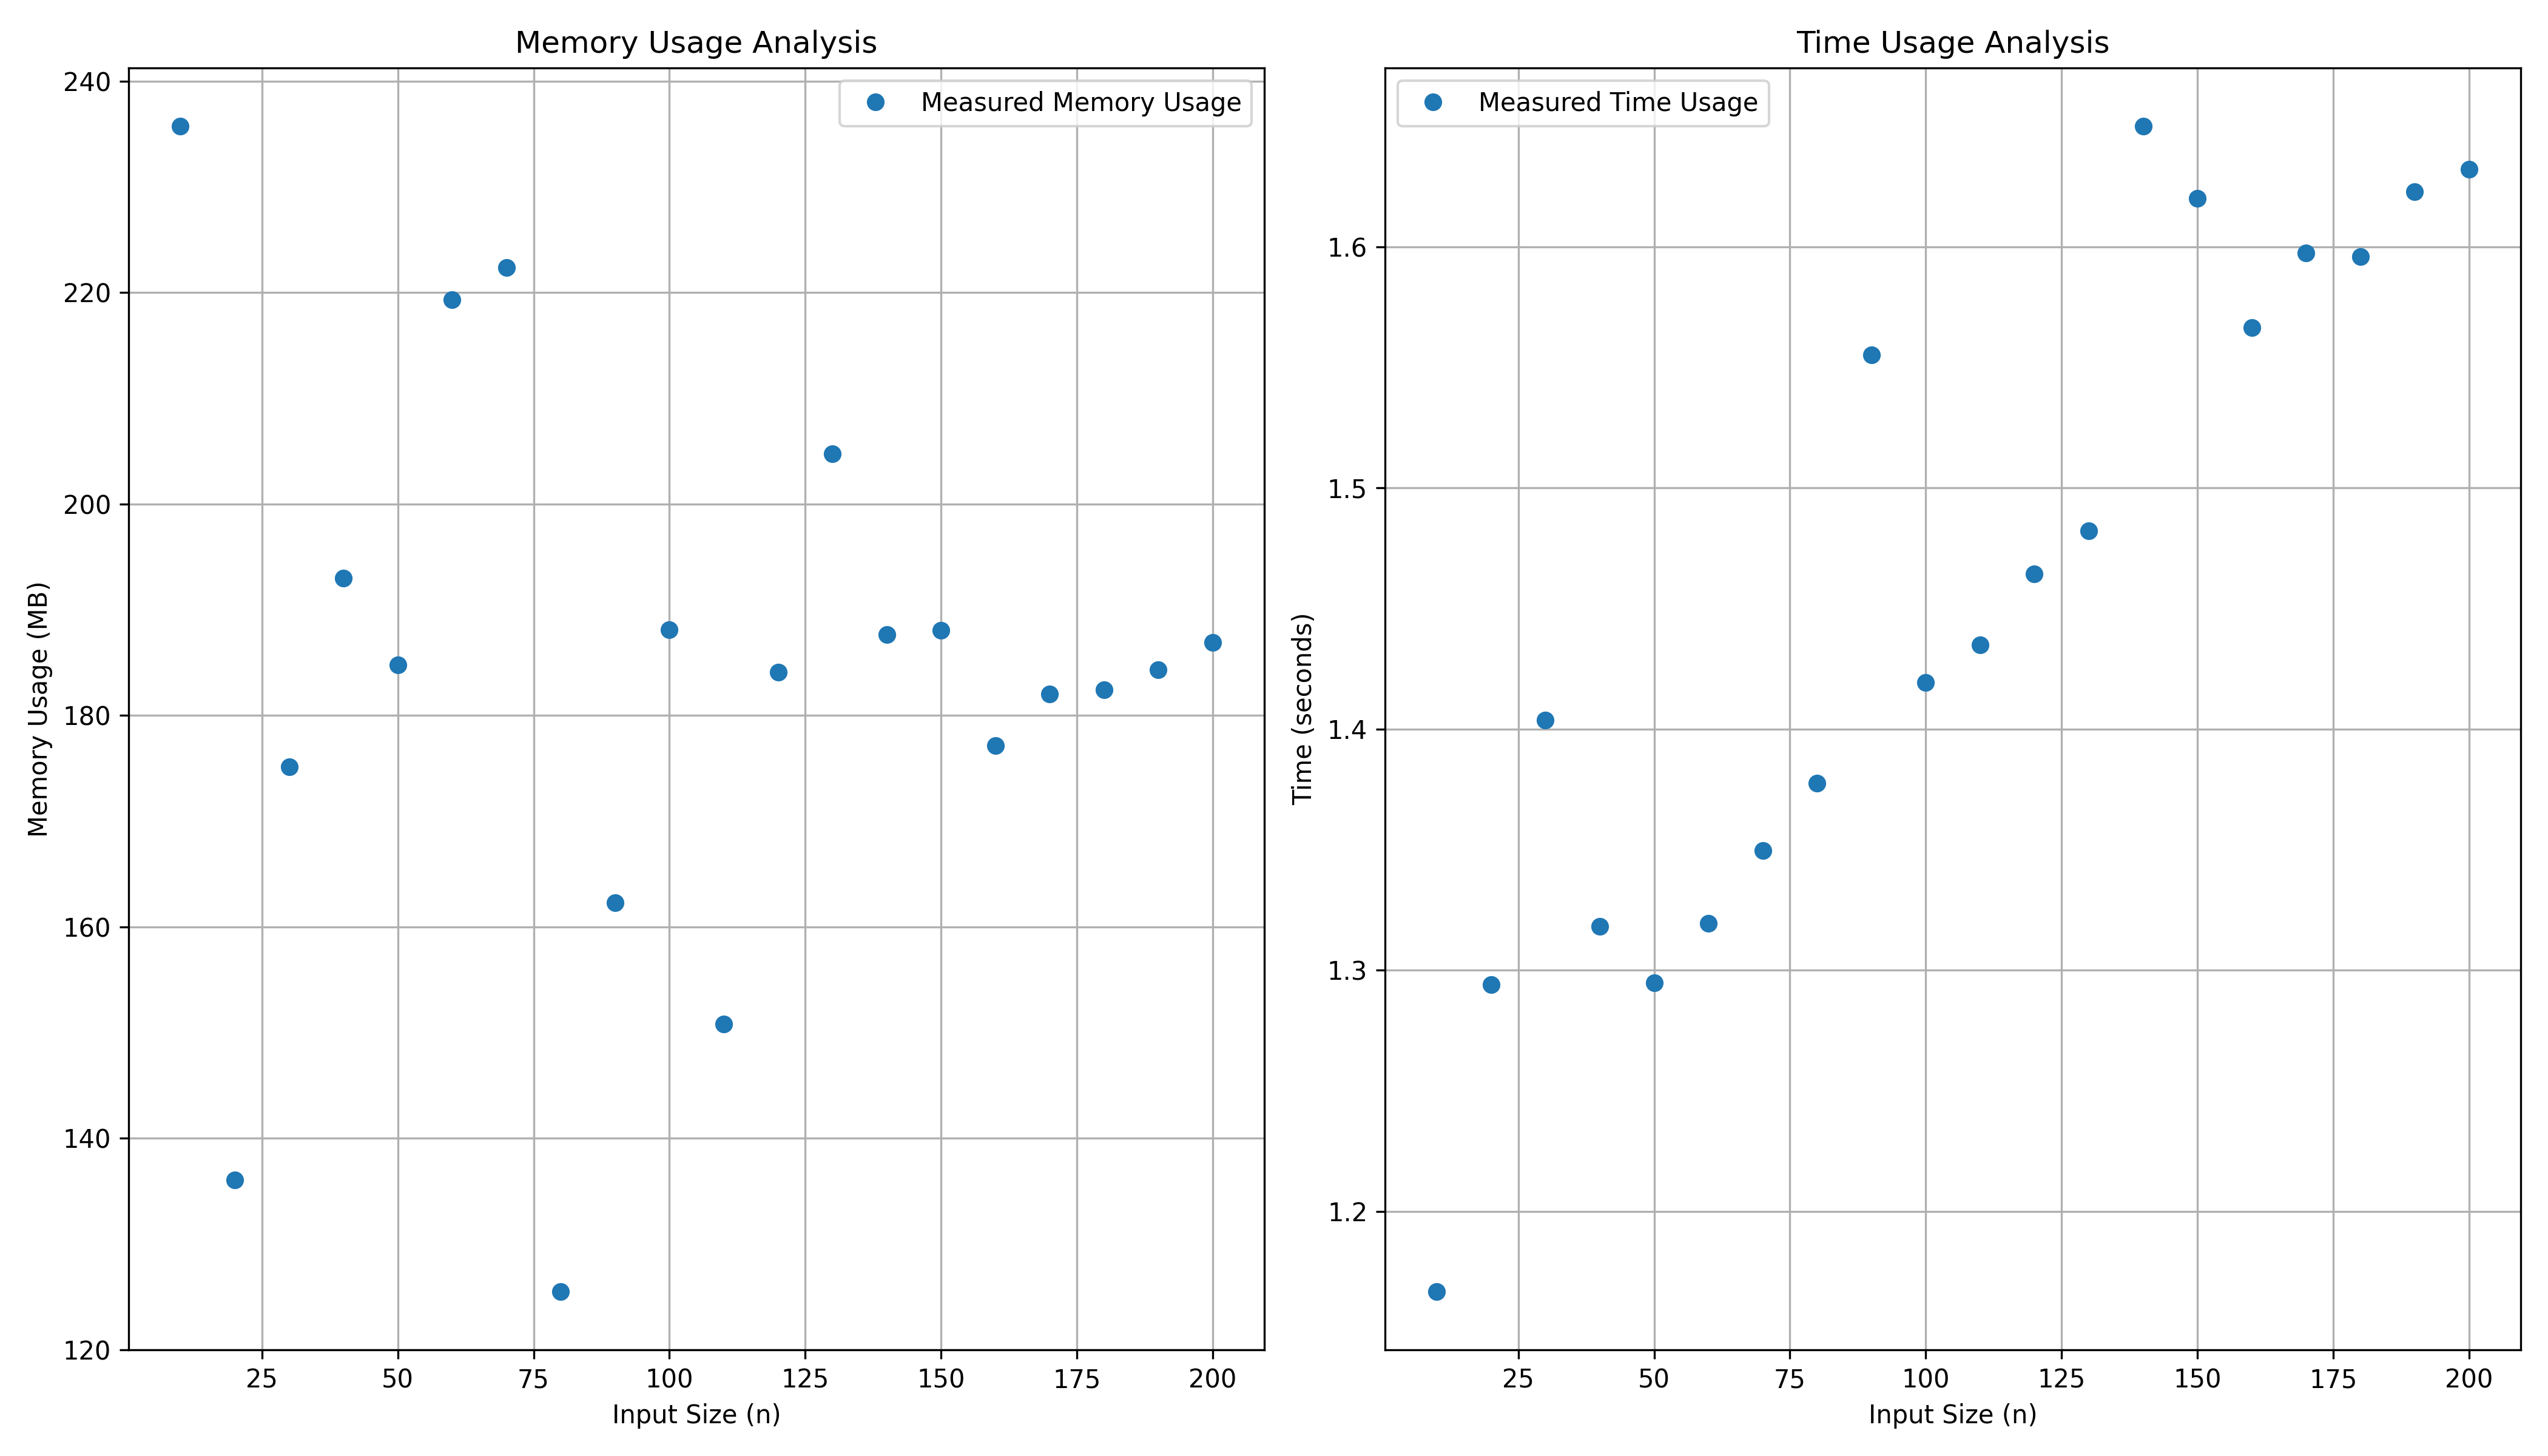 Memory Usage Analysis
Measured Memory Usage
240
220
200
180
160
140
120
Memory Usage (MB)
25 50 75 100 125 150 175 200
Input Size (n)
Time Usage Analysis
Measured Time Usage
1.6
1.5
1.4
1.3
1.2
Time (seconds)
25 50 75 100 125 150 175 200
Input Size (n)